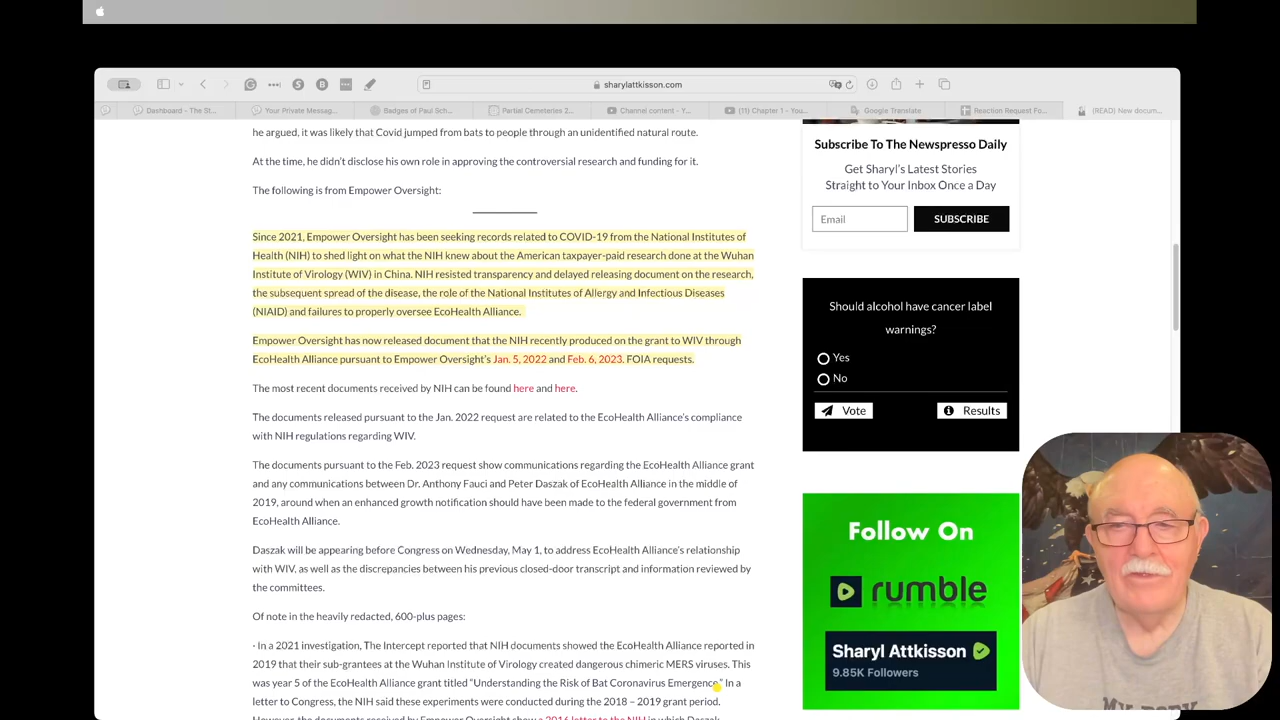 sharylattkisson.com
Dashboard - The St...
Your Private Messag...
Badges of Paul Sch...
Partial Cemeteries 2...
Channel content - Y...
(11) Chapter 1 - You...
Google Translate
Reaction Request Fo...
(READ) New docum...
he argued, it was likely that Covid jumped from bats to people through an unidentified natural route.
At the time, he didn't disclose his own role in approving the controversial research and funding for it.
The following is from Empower Oversight:
Since 2021, Empower Oversight has been seeking records related to COVID-19 from the National Institutes of
Health (NIH) to shed light on what the NIH knew about the American taxpayer-paid research done at the Wuhan
Institute of Virology (WIV) in China. NIH resisted transparency and delayed releasing document on the research,
the subsequent spread of the disease, the role of the National Institutes of Allergy and Infectious Diseases
(NIAID) and failures to properly oversee EcoHealth Alliance.
Empower Oversight has now released document that the NIH recently produced on the grant to WIV through
EcoHealth Alliance pursuant to Empower Oversight's Jan. 5, 2022 and Feb. 6, 2023. FOIA requests.
The most recent documents received by NIH can be found here and here.
The documents released pursuant to the Jan. 2022 request are related to the EcoHealth Alliance's compliance
with NIH regulations regarding WIV.
The documents pursuant to the Feb. 2023 request show communications regarding the EcoHealth Alliance grant
and any communications between Dr. Anthony Fauci and Peter Daszak of EcoHealth Alliance in the middle of
2019, around when an enhanced growth notification should have been made to the federal government from
EcoHealth Alliance.
Daszak will be appearing before Congress on Wednesday, May 1, to address EcoHealth Alliance's relationship
with WIV, as well as the discrepancies between his previous closed-door transcript and information reviewed by
the committees.
Of note in the heavily redacted, 600-plus pages:
- In a 2021 investigation, The Intercept reported that NIH documents showed the EcoHealth Alliance reported in
2019 that their sub-grantees at the Wuhan Institute of Virology created dangerous chimeric MERS viruses. This
was year 5 of the EcoHealth Alliance grant titled "Understanding the Risk of Bat Coronavirus Emergence." In a
letter to Congress, the NIH said these experiments were conducted during the 2018 – 2019 grant period.
However, the documents received by Empower Oversight show a 2016 letter to the NIH in which Daszak
Subscribe To The Newspresso Daily
Get Sharyl's Latest Stories
Straight to Your Inbox Once a Day
Email
SUBSCRIBE
Should alcohol have cancer label
warnings?
Yes
No
Vote
Results
Follow On
rumble
Sharyl Attkisson
9.85K Followers
MY BODY